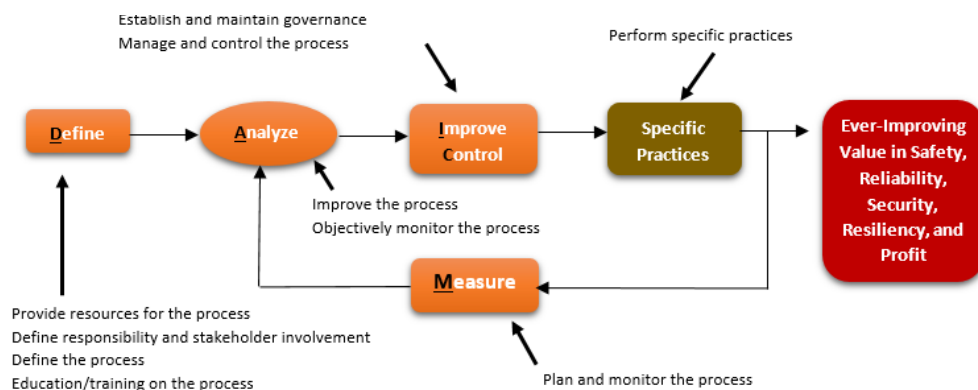 Establish and maintain governance
Manage and control the process
Perform specific practices
Define
Analyze
Improve
Control
Specific
Practices
Ever-Improving
Value in Safety,
Reliability,
Security,
Resiliency, and
Profit
Improve the process
Objectively monitor the process
Measure
Provide resources for the process
Define responsibility and stakeholder involvement
Define the process
Education/training on the process
Plan and monitor the process